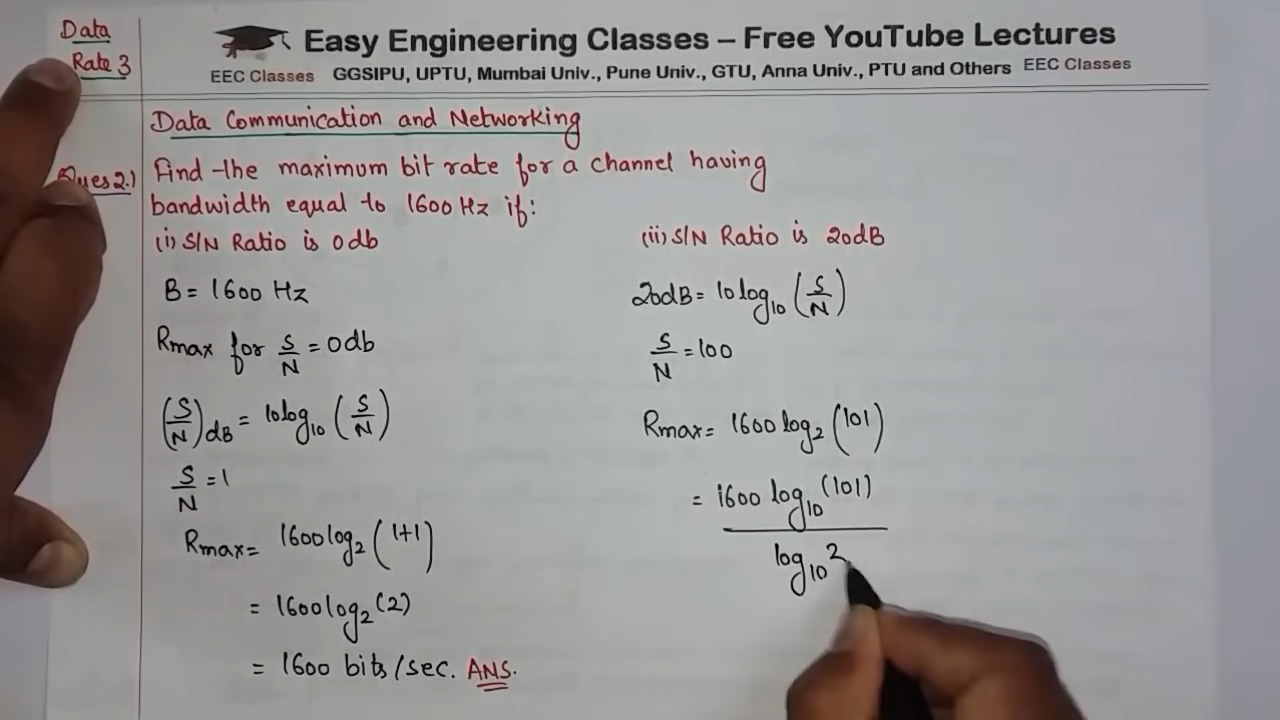 Data
Rate 3
Easy Engineering Classes – Free YouTube Lectures
EEC Classes GGSIPU, UPTU, Mumbai Univ., Pune Univ., GTU, Anna Univ., PTU and Others EEC Classes
Data Communication and Networking
Ques 2.) Find the maximum bit rate for a channel having
bandwidth equal to 1600 Hz if:
(i) S/N Ratio is 0db
B = 1600 Hz
Rmax for S/N = 0db
(S/N)dB = 10log10 (S/N)
S/N = 1
Rmax = 1600log2 (1+1)
= 1600log2(2)
= 1600 bits/sec. ANS.
(ii) S/N Ratio is 20dB
20dB = 10log10 (S/N)
S/N = 100
Rmax = 1600log2 (101)
= 1600 log10(101)
log10 2